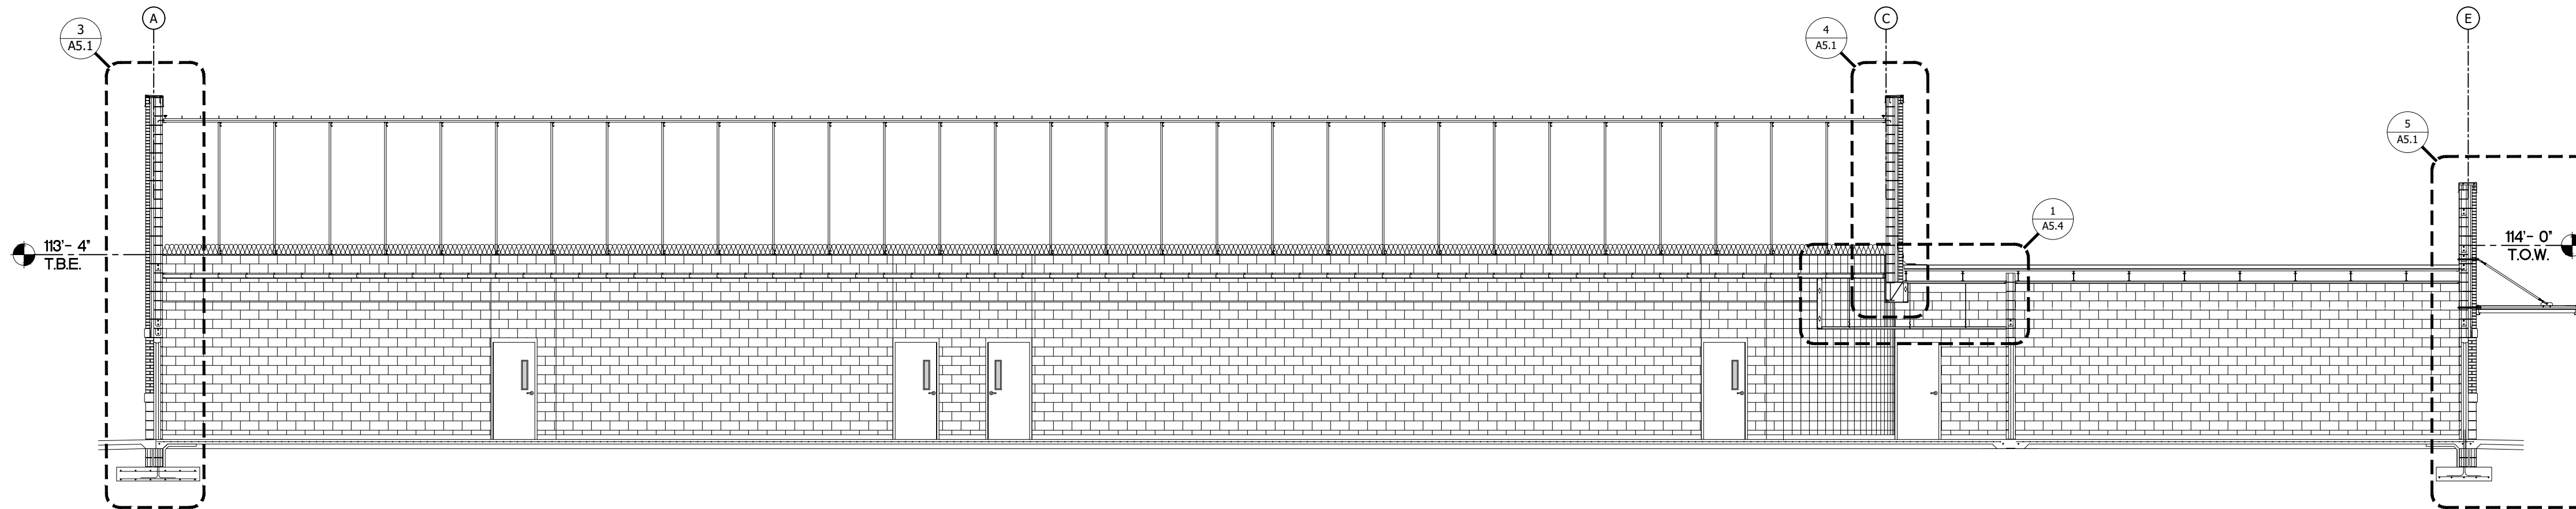 A
C
E
3
A5.1
4
A5.1
5
A5.1
1
A5.4
113'- 4"
T.B.E.
114'- 0"
T.O.W.